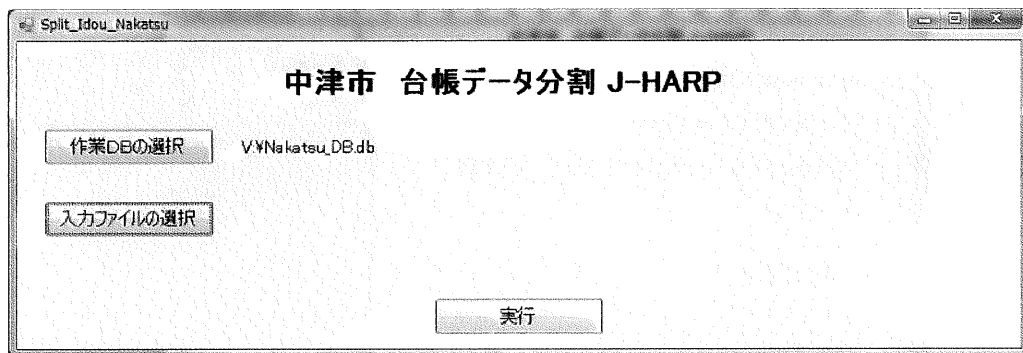 Split_Idou_Nakatsu
中津市 台帳データ分割 J-HARP
作業DBの選択 V:¥Nakatsu_DB.db
入力ファイルの選択
実行